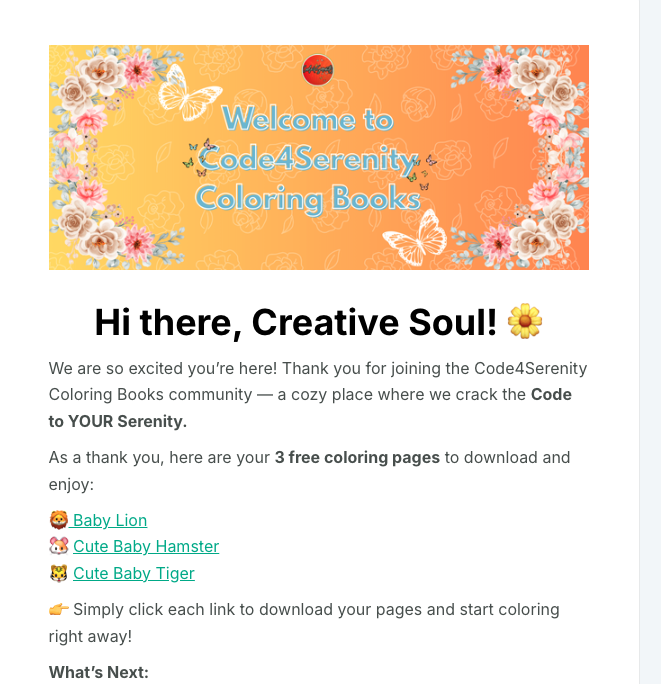 Welcome to
Code4Serenity
Coloring Books
Hi there, Creative Soul! 🌼
We are so excited you’re here! Thank you for joining the Code4Serenity
Coloring Books community — a cozy place where we crack the Code
to YOUR Serenity.
As a thank you, here are your 3 free coloring pages to download and
enjoy:
🦁 Baby Lion
🐹 Cute Baby Hamster
🐯 Cute Baby Tiger
👉 Simply click each link to download your pages and start coloring
right away!
What’s Next: